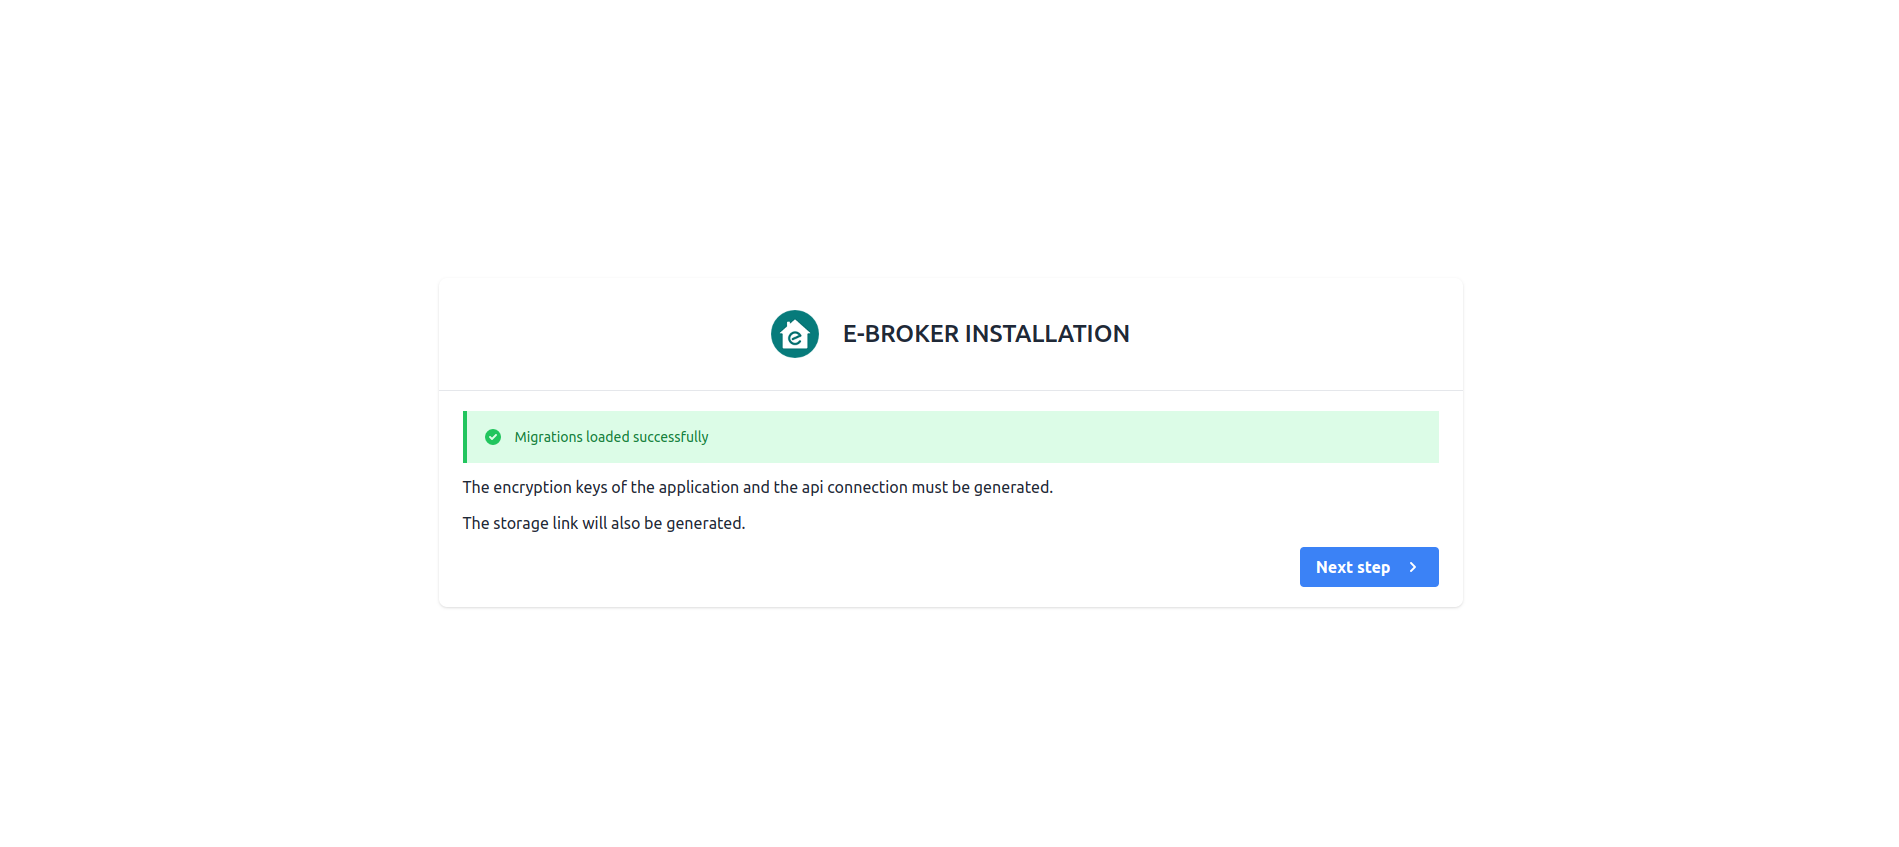 E-BROKER INSTALLATION
Migrations loaded successfully
The encryption keys of the application and the api connection must be generated.
The storage link will also be generated.
Next step